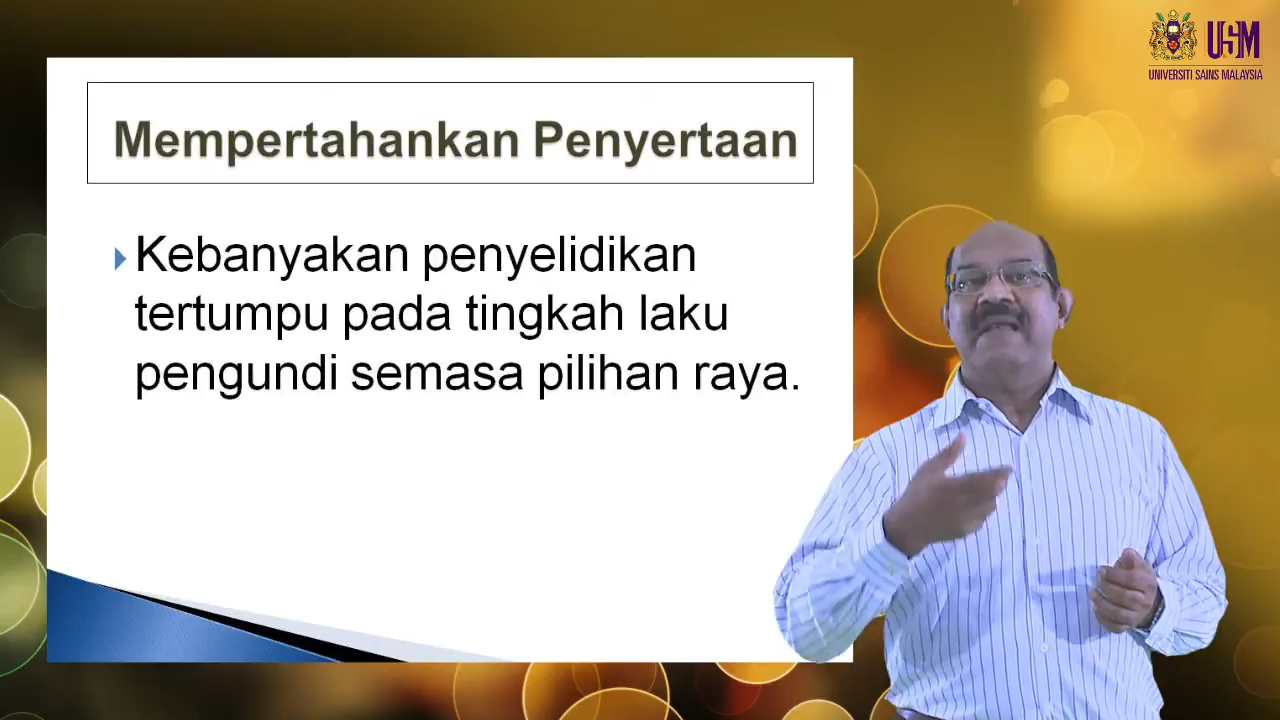 USM
UNIVERSITI SAINS MALAYSIA
Mempertahankan Penyertaan
Kebanyakan penyelidikan
tertumpu pada tingkah laku
pengundi semasa pilihan raya.